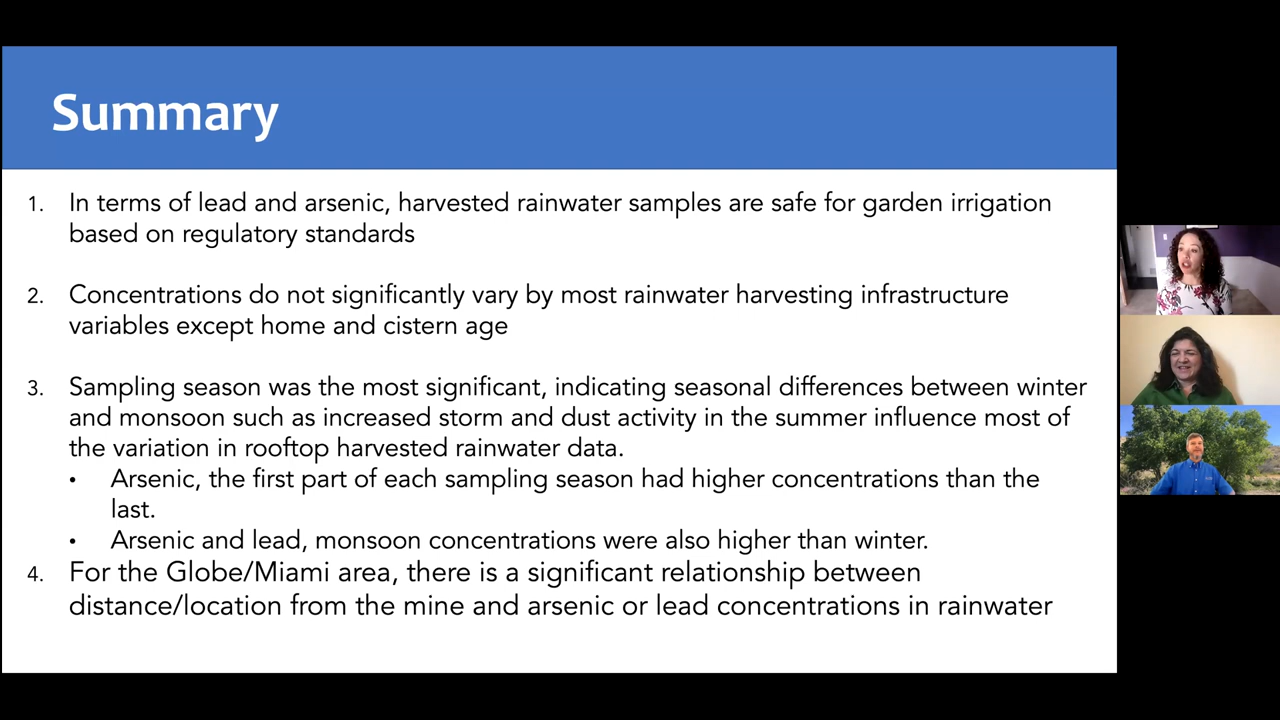 Summary
1. In terms of lead and arsenic, harvested rainwater samples are safe for garden irrigation
based on regulatory standards
2. Concentrations do not significantly vary by most rainwater harvesting infrastructure
variables except home and cistern age
3. Sampling season was the most significant, indicating seasonal differences between winter
and monsoon such as increased storm and dust activity in the summer influence most of
the variation in rooftop harvested rainwater data.
• Arsenic, the first part of each sampling season had higher concentrations than the
last.
• Arsenic and lead, monsoon concentrations were also higher than winter.
4. For the Globe/Miami area, there is a significant relationship between
distance/location from the mine and arsenic or lead concentrations in rainwater